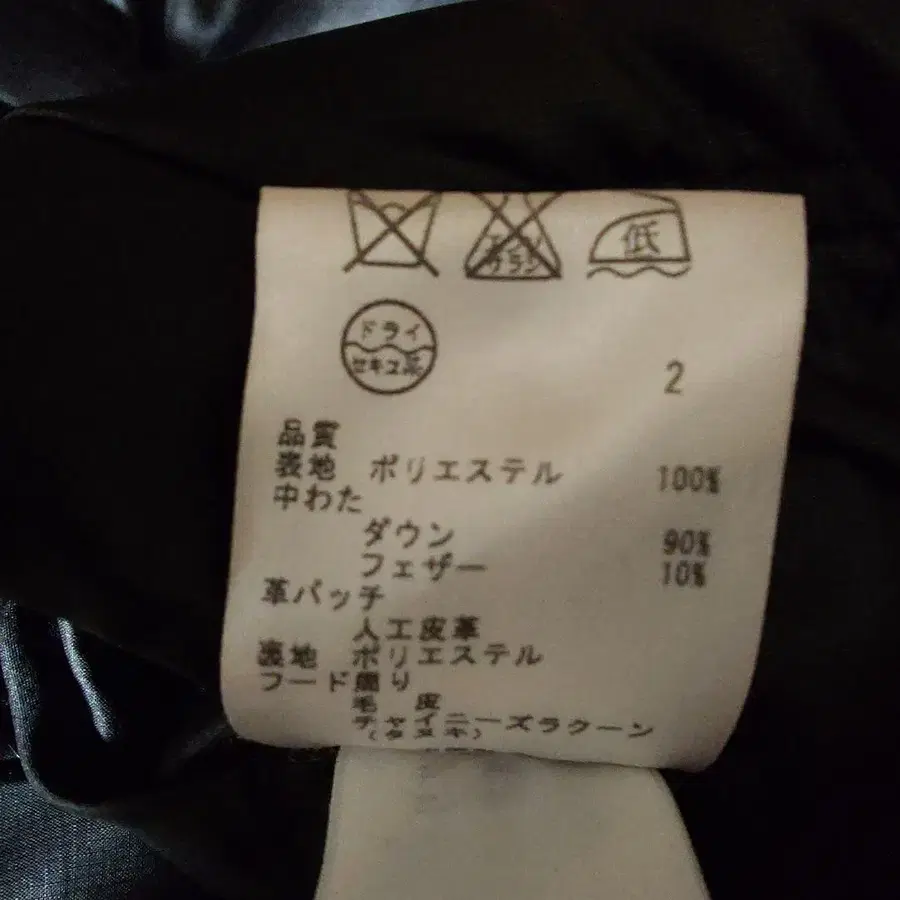 低
ドライ
セキユ系
2
品質
表地 ポリエステル 100%
中わた
ダウン 90%
フェザー 10%
革パッチ
人工皮革
裏地 ポリエステル
フード廻り
毛 皮
チャイニーズラクーン
(タヌキ)